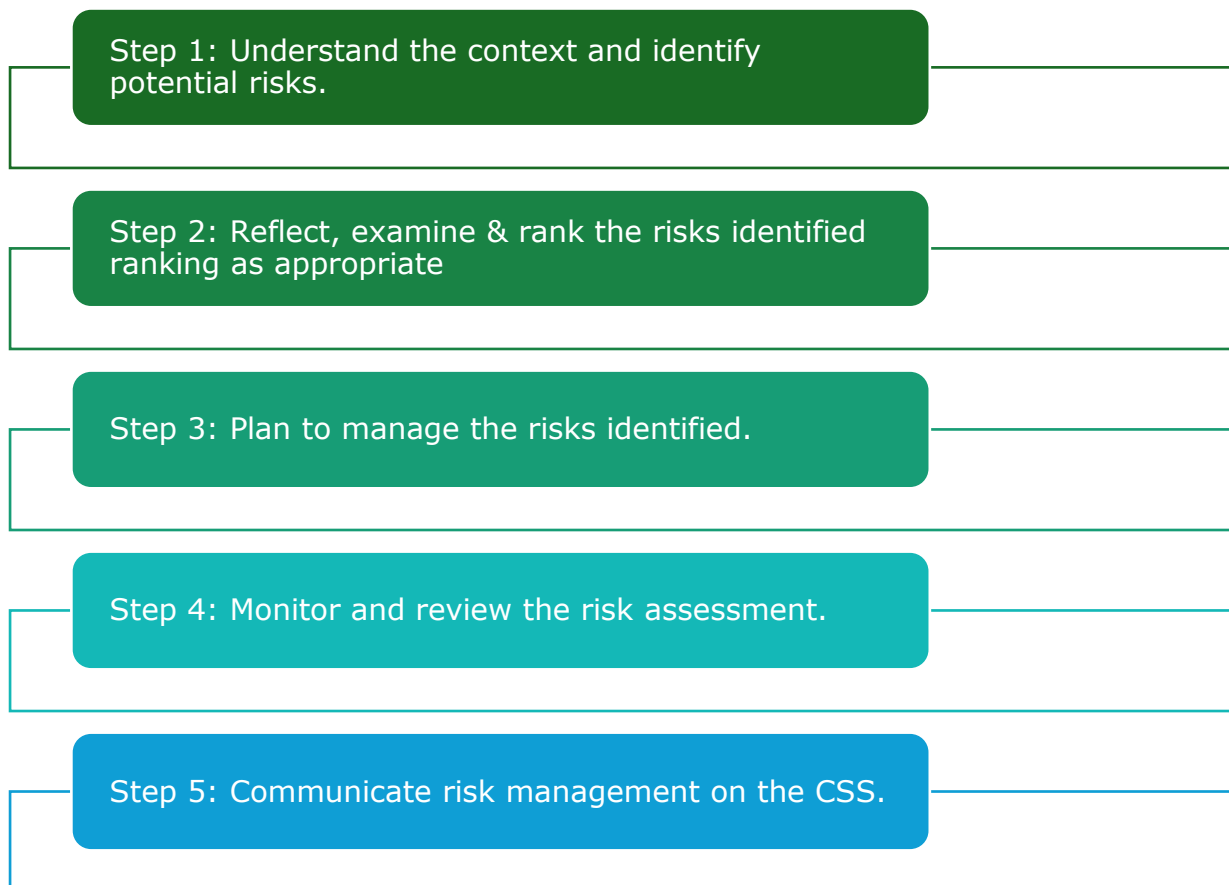 Step 1: Understand the context and identify
potential risks.
Step 2: Reflect, examine & rank the risks identified
ranking as appropriate
Step 3: Plan to manage the risks identified.
Step 4: Monitor and review the risk assessment.
Step 5: Communicate risk management on the CSS.